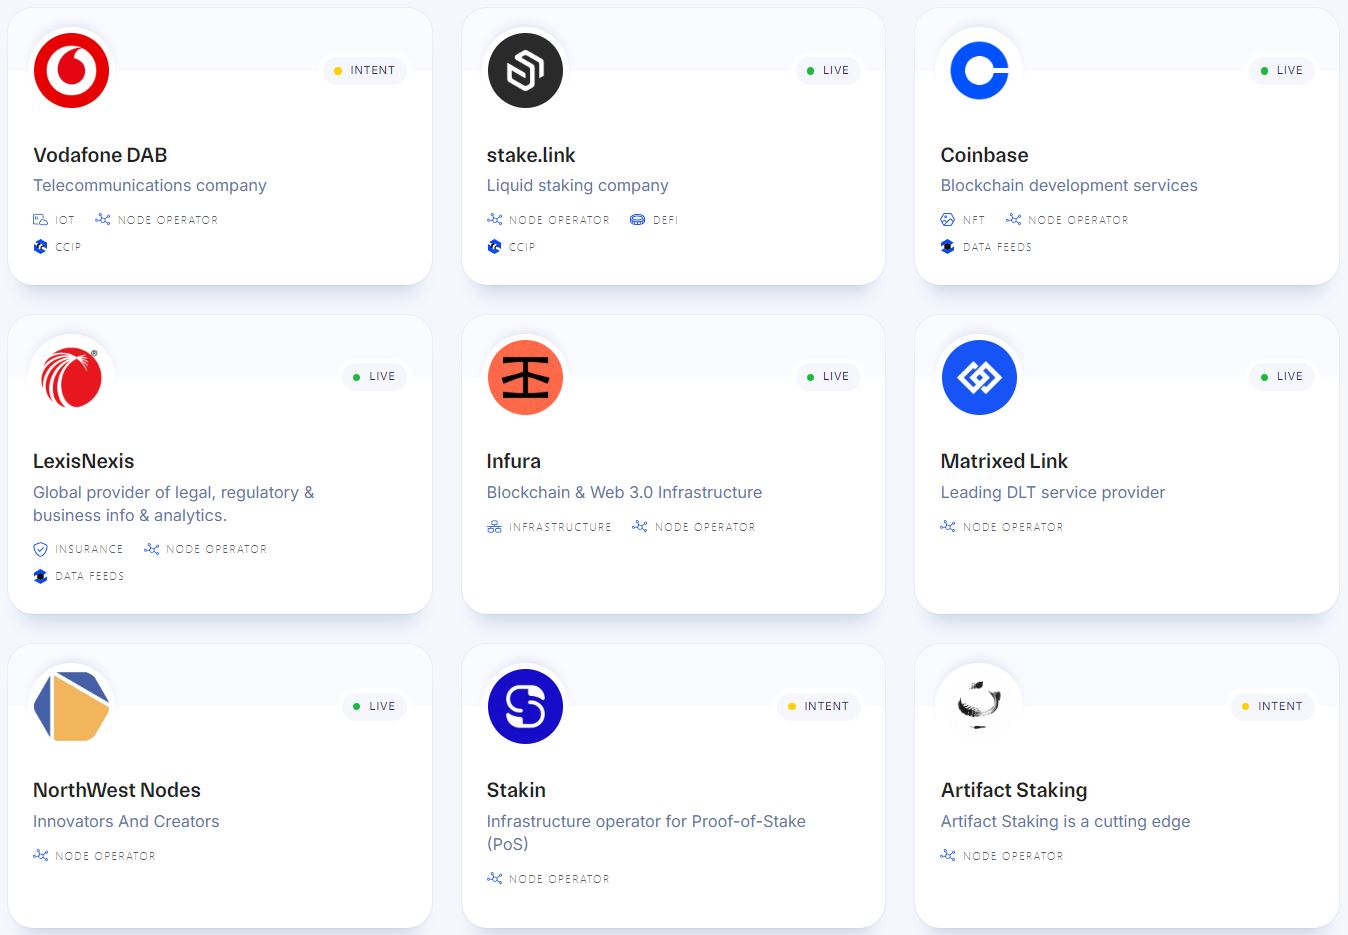 INTENT
Vodafone DAB
Telecommunications company
IOT NODE OPERATOR
CCIP
LIVE
stake.link
Liquid staking company
NODE OPERATOR DEFI
CCIP
LIVE
Coinbase
Blockchain development services
NFT NODE OPERATOR
DATA FEEDS
®
LIVE
LexisNexis
Global provider of legal, regulatory &
business info & analytics.
INSURANCE NODE OPERATOR
DATA FEEDS
LIVE
Infura
Blockchain & Web 3.0 Infrastructure
INFRASTRUCTURE NODE OPERATOR
LIVE
Matrixed Link
Leading DLT service provider
NODE OPERATOR
LIVE
NorthWest Nodes
Innovators And Creators
NODE OPERATOR
INTENT
Stakin
Infrastructure operator for Proof-of-Stake
(PoS)
NODE OPERATOR
INTENT
Artifact Staking
Artifact Staking is a cutting edge
NODE OPERATOR